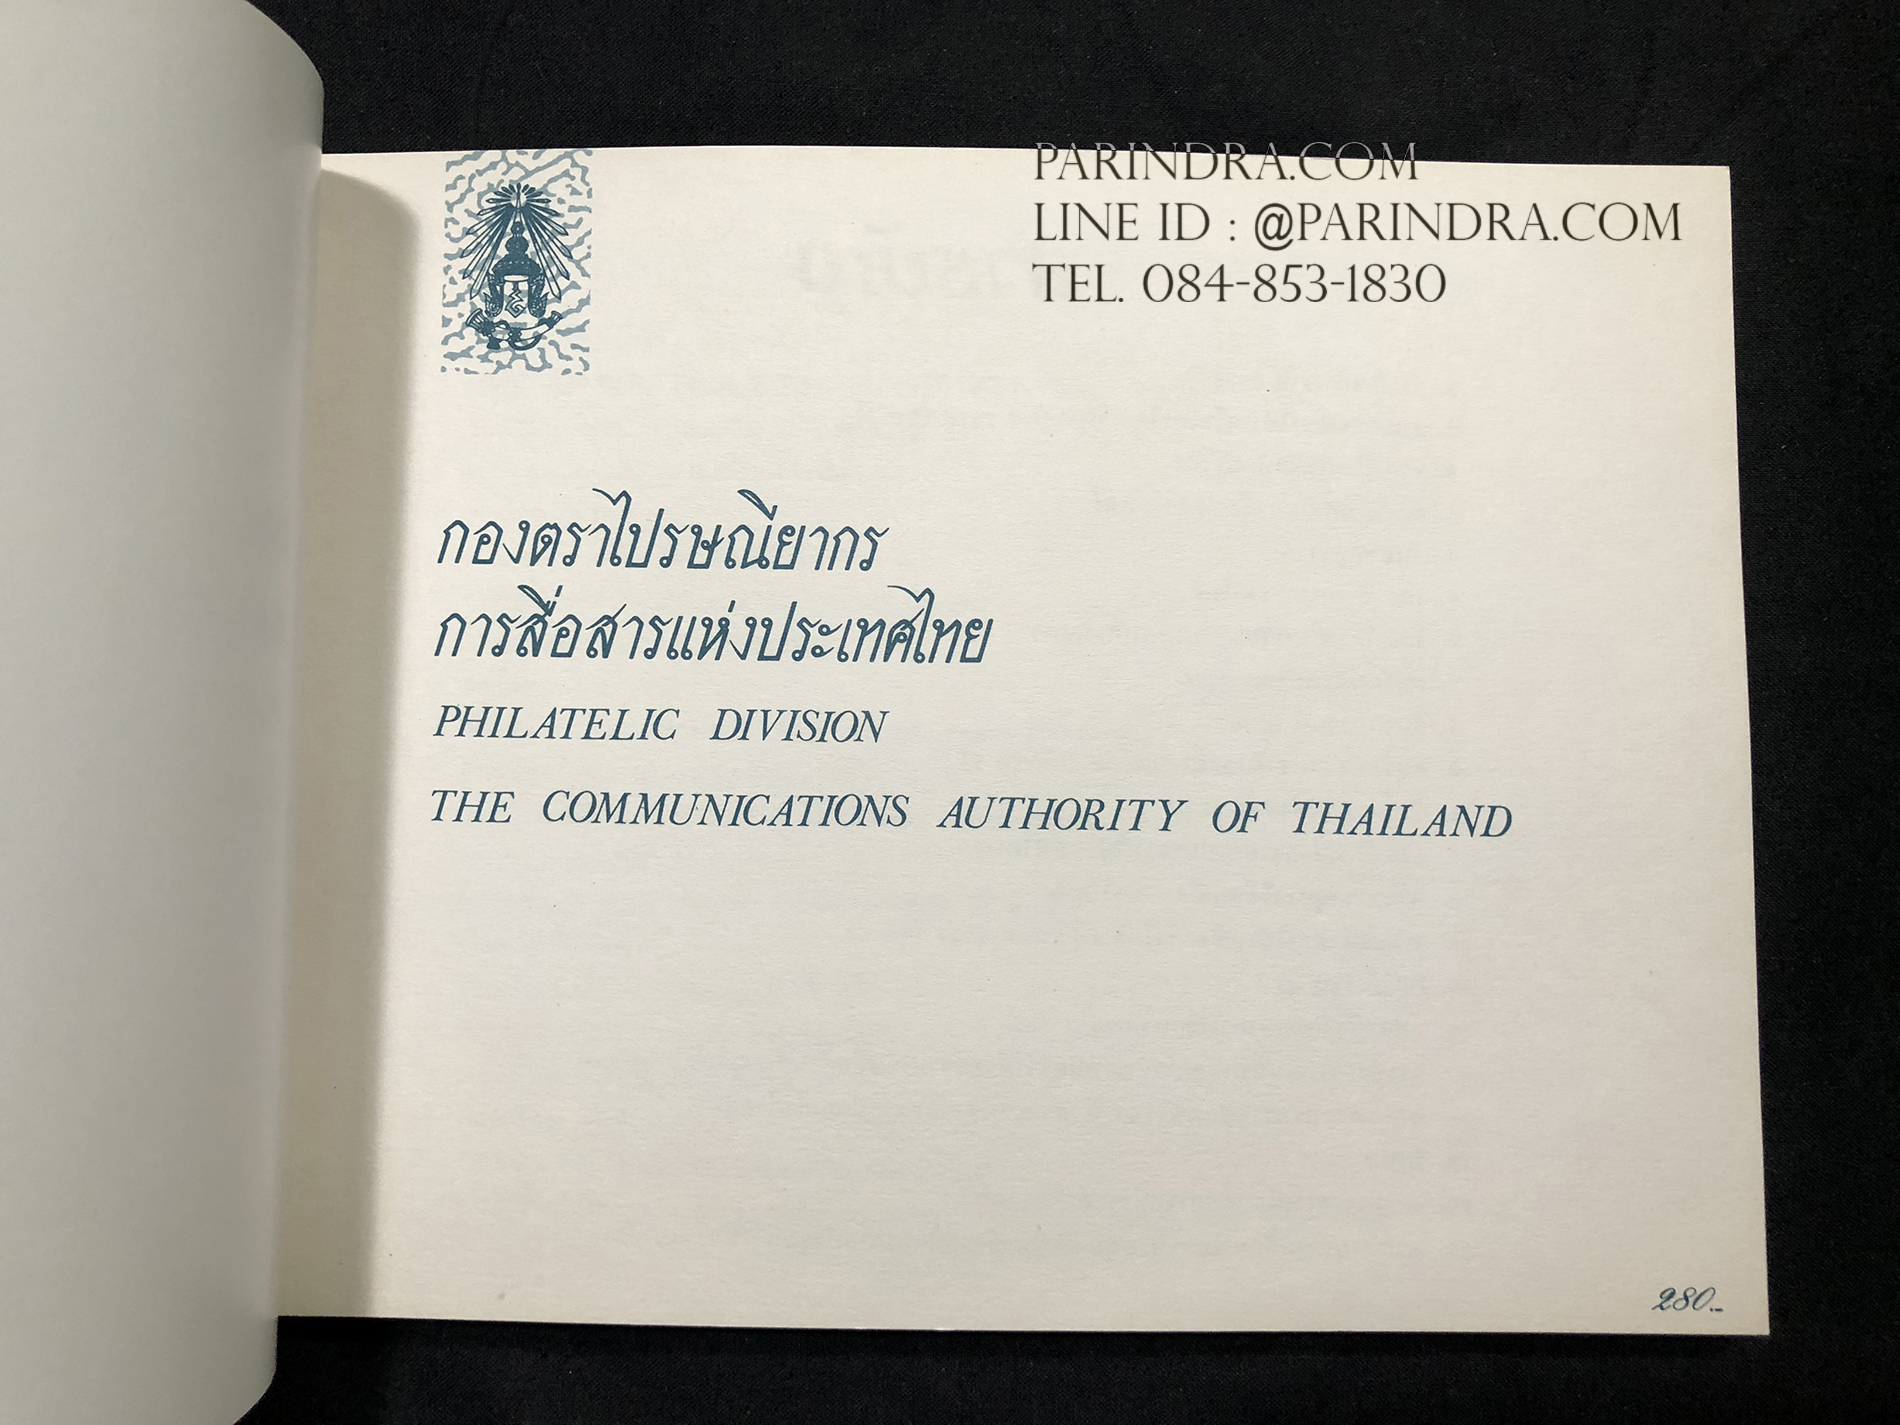 PARINDRA.COM
LINE ID : @PARINDRA.COM
TEL. 084-853-1830
กองตราไปรษณียากร
การสื่อสารแห่งประเทศไทย
PHILATELIC DIVISION
THE COMMUNICATIONS AUTHORITY OF THAILAND
280.-